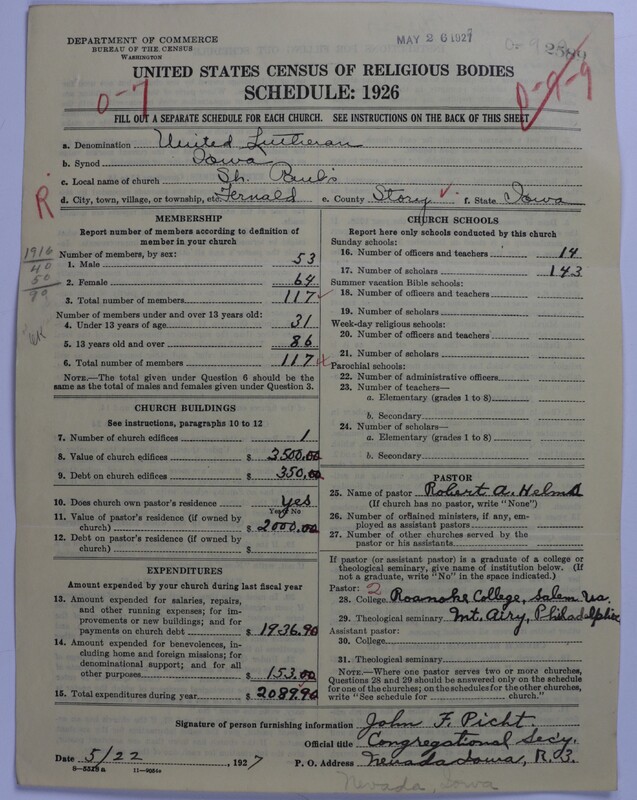 DEPARTMENT OF COMMERCE
BUREAU OF THE CENSUS
WASHINGTON
MAY 26 1927
UNITED STATES CENSUS OF RELIGIOUS BODIES
SCHEDULE: 1926
0-7
0-9-9
FILL OUT A SEPARATE SCHEDULE FOR EACH CHURCH. SEE INSTRUCTIONS ON THE BACK OF THIS SHEET
a. Denomination United Lutheran
b. Synod Iowa
c. Local name of church St. Paul's
d. City, town, village, or township, etc. Fernald e. County Story ✓ f. State Iowa
R
MEMBERSHIP
Report number of members according to definition of member in your church
1916
40
50
90
Number of members, by sex:
1. Male 53
2. Female 64
3. Total number of members 117 ✓
Number of members under and over 13 years old:
4. Under 13 years of age 31
5. 13 years old and over 86
6. Total number of members 117
NOTE.—The total given under Question 6 should be the same as the total of males and females given under Question 3.
CHURCH BUILDINGS
See instructions, paragraphs 10 to 12
7. Number of church edifices 1
8. Value of church edifices $ 3500.00
9. Debt on church edifices $ 350.00
10. Does church own pastor's residence yes
Yes or No
11. Value of pastor's residence (if owned by church) $ 2000.00
12. Debt on pastor's residence (if owned by church) $
EXPENDITURES
Amount expended by your church during last fiscal year
13. Amount expended for salaries, repairs, and other running expenses; for improvements or new buildings; and for payments on church debt $ 1936.90
14. Amount expended for benevolences, including home and foreign missions; for denominational support; and for all other purposes $ 153.00
15. Total expenditures during year $ 2089.90
CHURCH SCHOOLS
Report here only schools conducted by this church
Sunday schools:
16. Number of officers and teachers 14
17. Number of scholars 143
Summer vacation Bible schools:
18. Number of officers and teachers
19. Number of scholars
Week-day religious schools:
20. Number of officers and teachers
21. Number of scholars
Parochial schools:
22. Number of administrative officers
23. Number of teachers—
a. Elementary (grades 1 to 8)
b. Secondary
24. Number of scholars—
a. Elementary (grades 1 to 8)
b. Secondary
PASTOR
25. Name of pastor Robert A. Helms
(If church has no pastor, write "None")
26. Number of ordained ministers, if any, employed as assistant pastors
27. Number of other churches served by the pastor or his assistants
If pastor (or assistant pastor) is a graduate of a college or theological seminary, give name of institution below. (If not a graduate, write "No" in the space indicated.)
Pastor: 2
28. College Roanoke College, Salem Va.
29. Theological seminary Mt. Airy, Philadelphia
Assistant pastor:
30. College
31. Theological seminary
NOTE.—Where one pastor serves two or more churches, Questions 28 and 29 should be answered only on the schedule for one of the churches; on the schedules for the other churches, write "See schedule for church."
Signature of person furnishing information John F. Picht.
Official title Congregational Sec'y.
Date 5/22, 1927 P. O. Address Nevada Iowa, R. 3.
8-5518a 11-9084
Nevada, Iowa